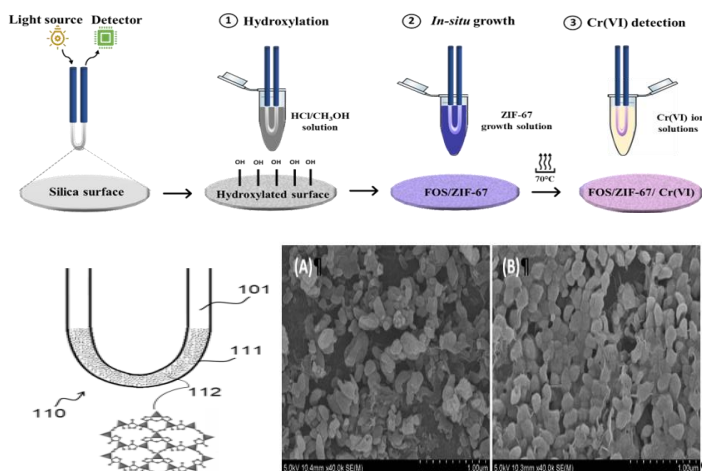 Light source
Detector
Silica surface
① Hydroxylation
HCl/CH₃OH
solution
OH OH OH OH OH
Hydroxylated surface
② In-situ growth
ZIF-67
growth solution
FOS/ZIF-67
70°C
③ Cr(VI) detection
Cr(VI) ion
solutions
FOS/ZIF-67/ Cr(VI)
101
111
112
110
(A)¶
5.0kV 10.4mm x40.0k SE(M) 1.00μm
(B)¶
5.0kV 10.3mm x40.0k SE(M) 1.00μm